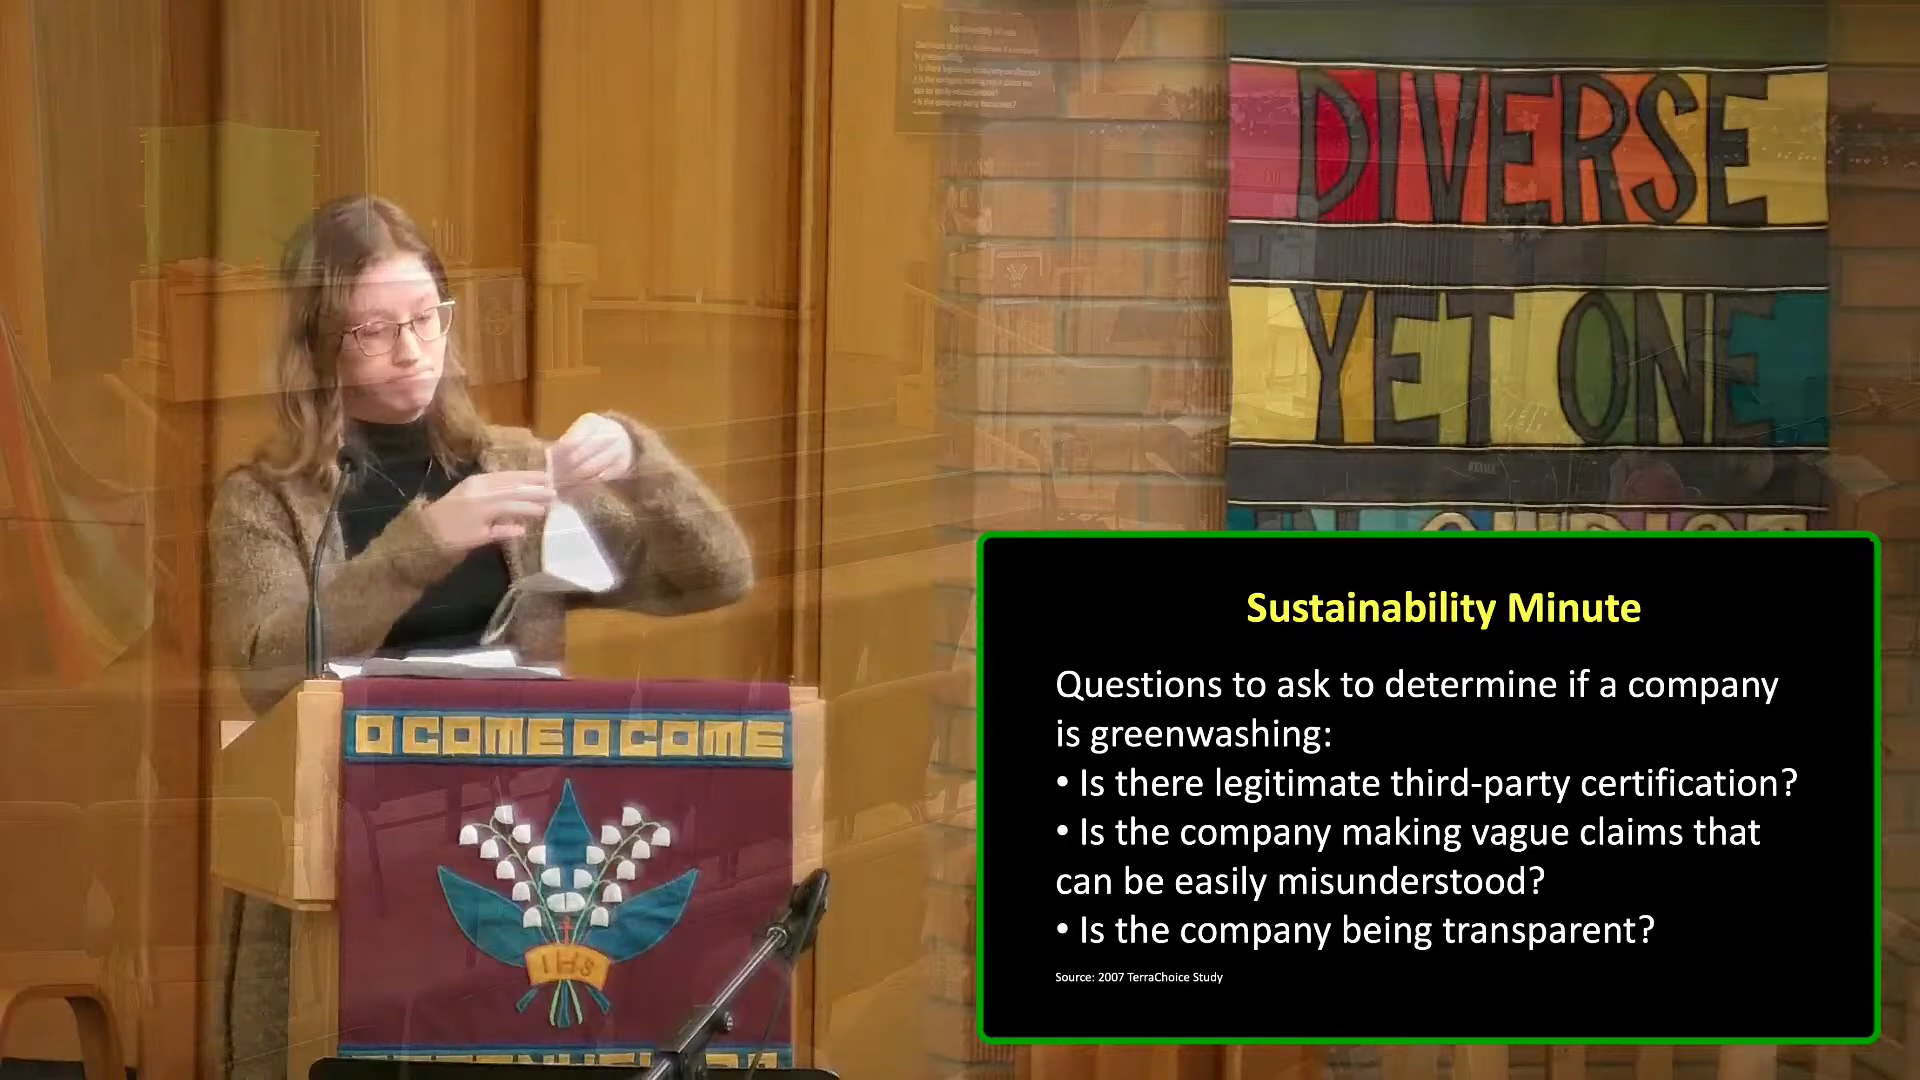 DIVERSE
YET ONE
Sustainability Minute
Questions to ask to determine if a company
is greenwashing:
• Is there legitimate third-party certification?
• Is the company making vague claims that
can be easily misunderstood?
• Is the company being transparent?
Source: 2007 TerraChoice Study
O COME O COME
IHS